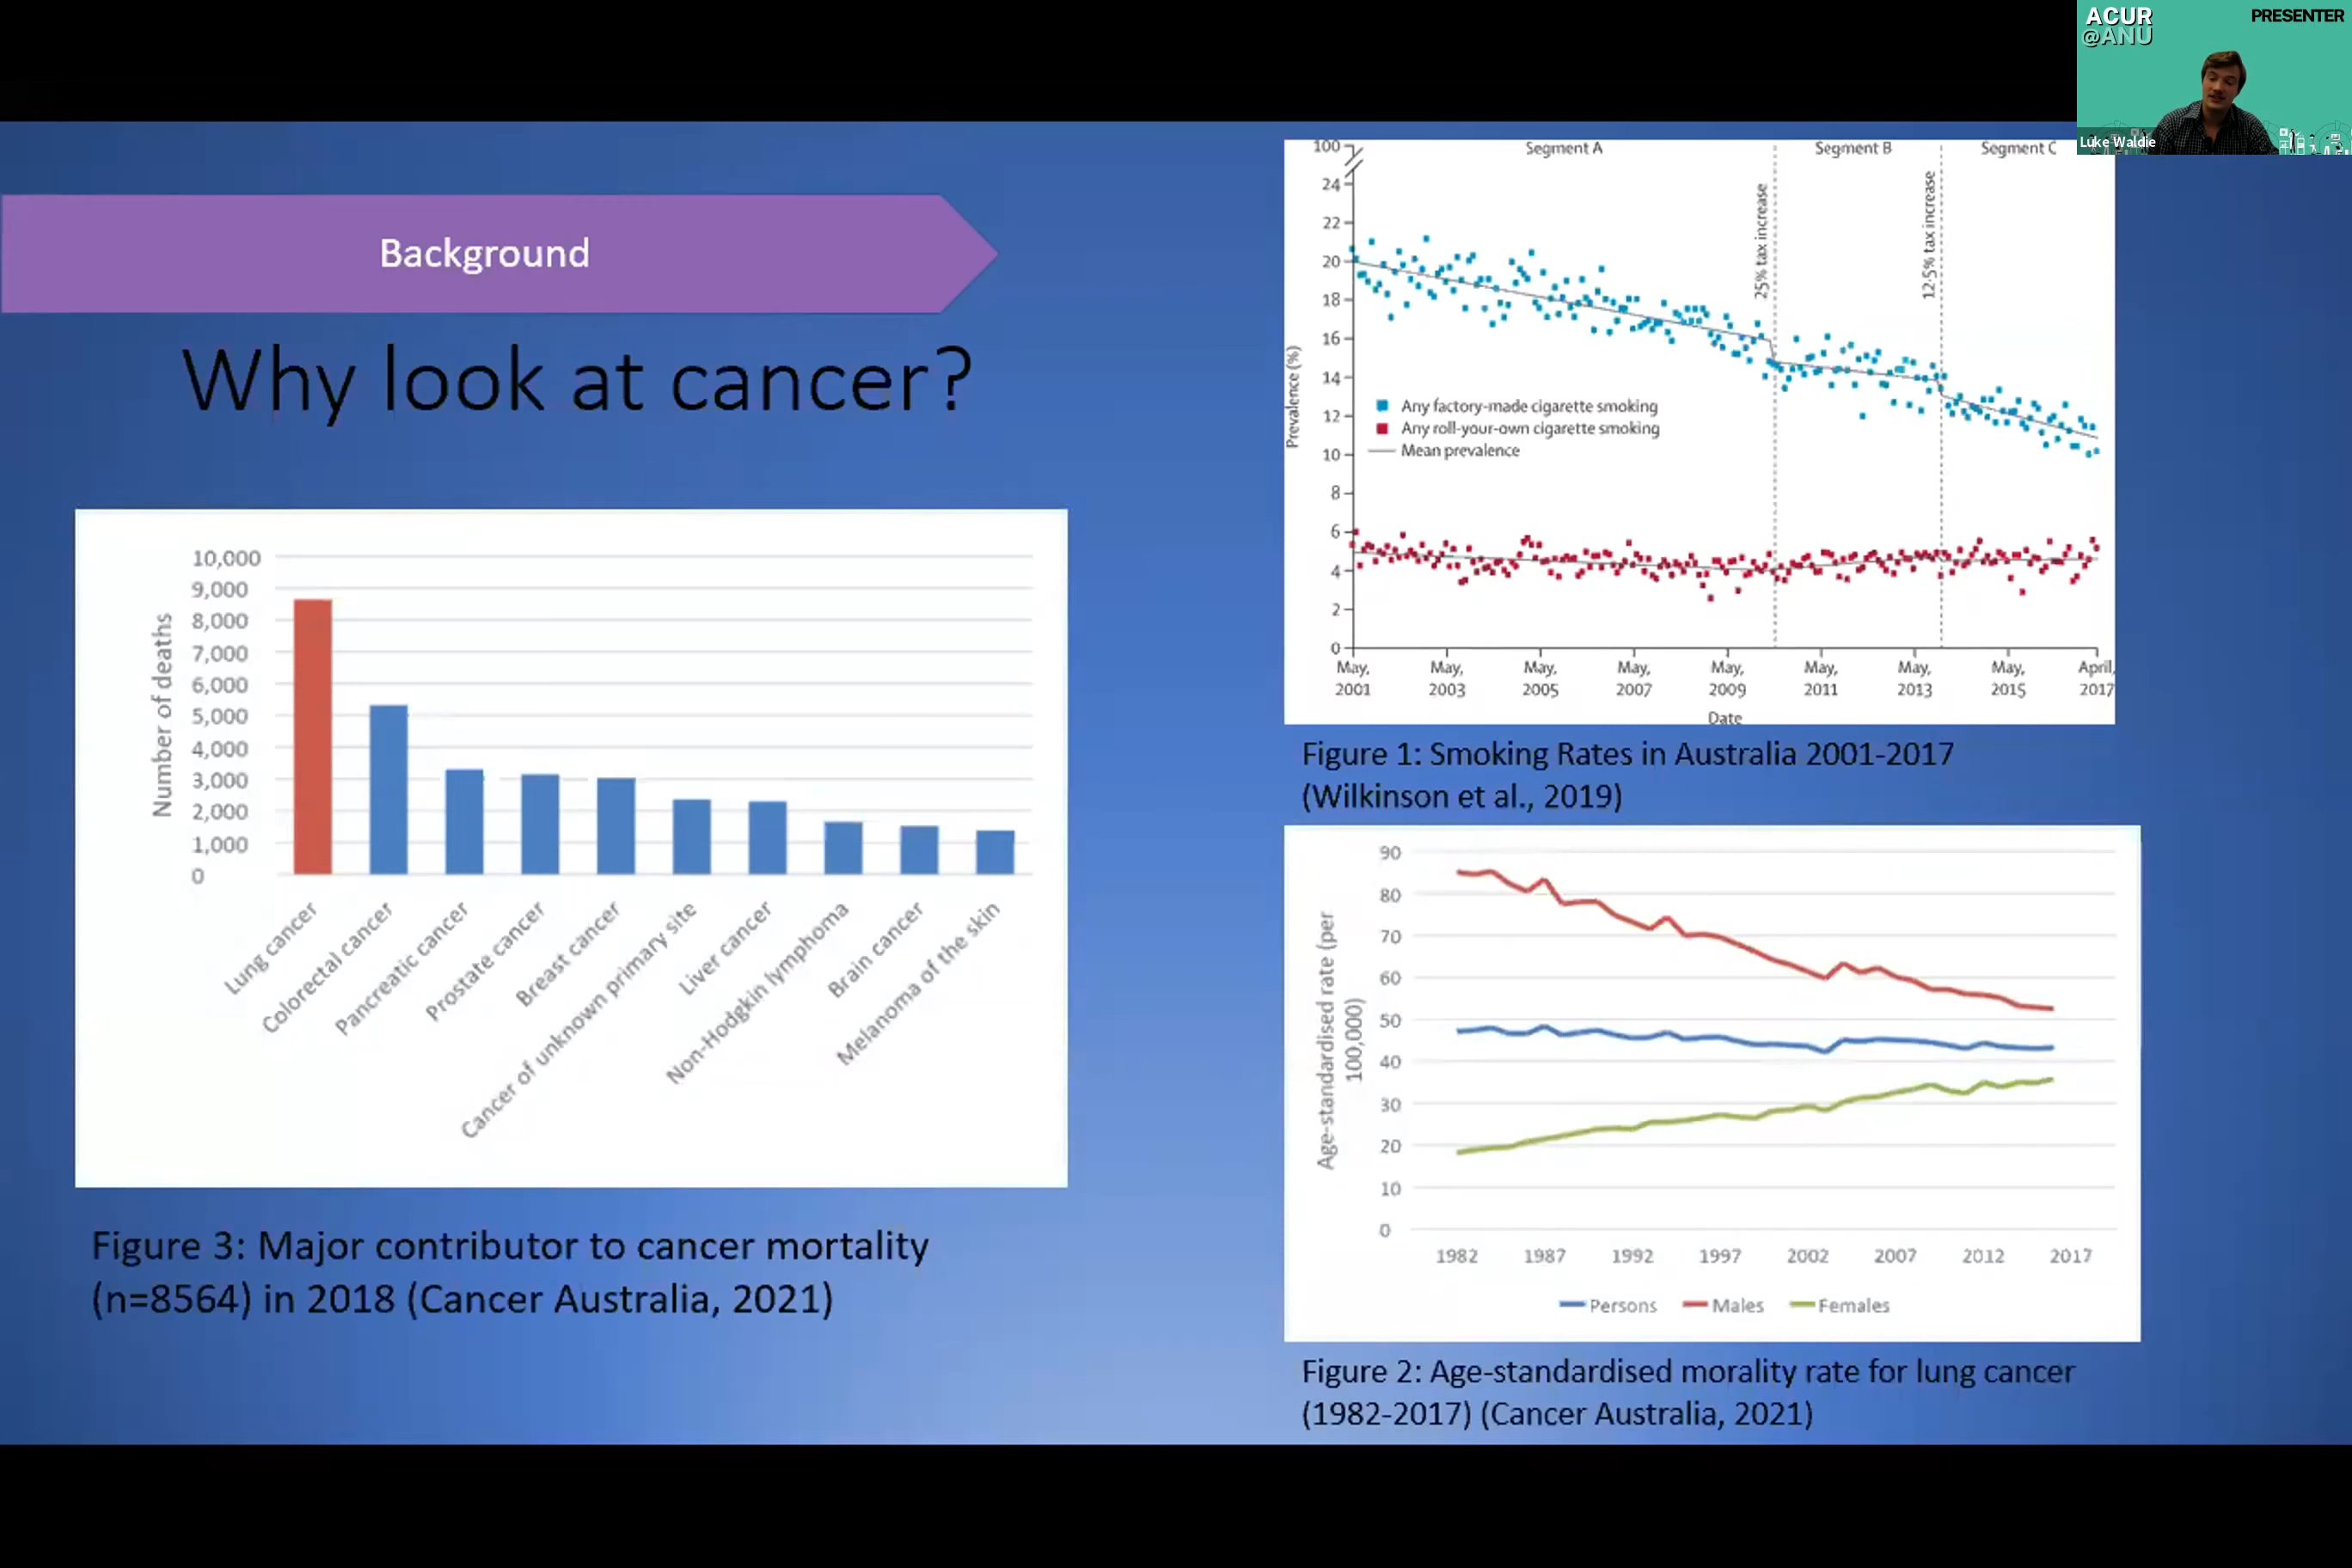 ACUR
@ANU
PRESENTER
Luke Waldie
Background
Why look at cancer?
Number of deaths
10,000
9,000
8,000
7,000
6,000
5,000
4,000
3,000
2,000
1,000
0
Lung cancer
Colorectal cancer
Pancreatic cancer
Prostate cancer
Breast cancer
Cancer of unknown primary site
Liver cancer
Non-Hodgkin lymphoma
Brain cancer
Melanoma of the skin
Figure 3: Major contributor to cancer mortality
(n=8564) in 2018 (Cancer Australia, 2021)
Segment A
Segment B
Segment C
25% tax increase
12·5% tax increase
Prevalence (%)
100
24
22
20
18
16
14
12
10
8
6
4
2
0
Any factory-made cigarette smoking
Any roll-your-own cigarette smoking
Mean prevalence
May, May, May, May, May, May, May, May, April,
2001 2003 2005 2007 2009 2011 2013 2015 2017
Date
Figure 1: Smoking Rates in Australia 2001-2017
(Wilkinson et al., 2019)
Age-standardised rate (per
100,000)
90
80
70
60
50
40
30
20
10
0
1982 1987 1992 1997 2002 2007 2012 2017
Persons Males Females
Figure 2: Age-standardised morality rate for lung cancer
(1982-2017) (Cancer Australia, 2021)